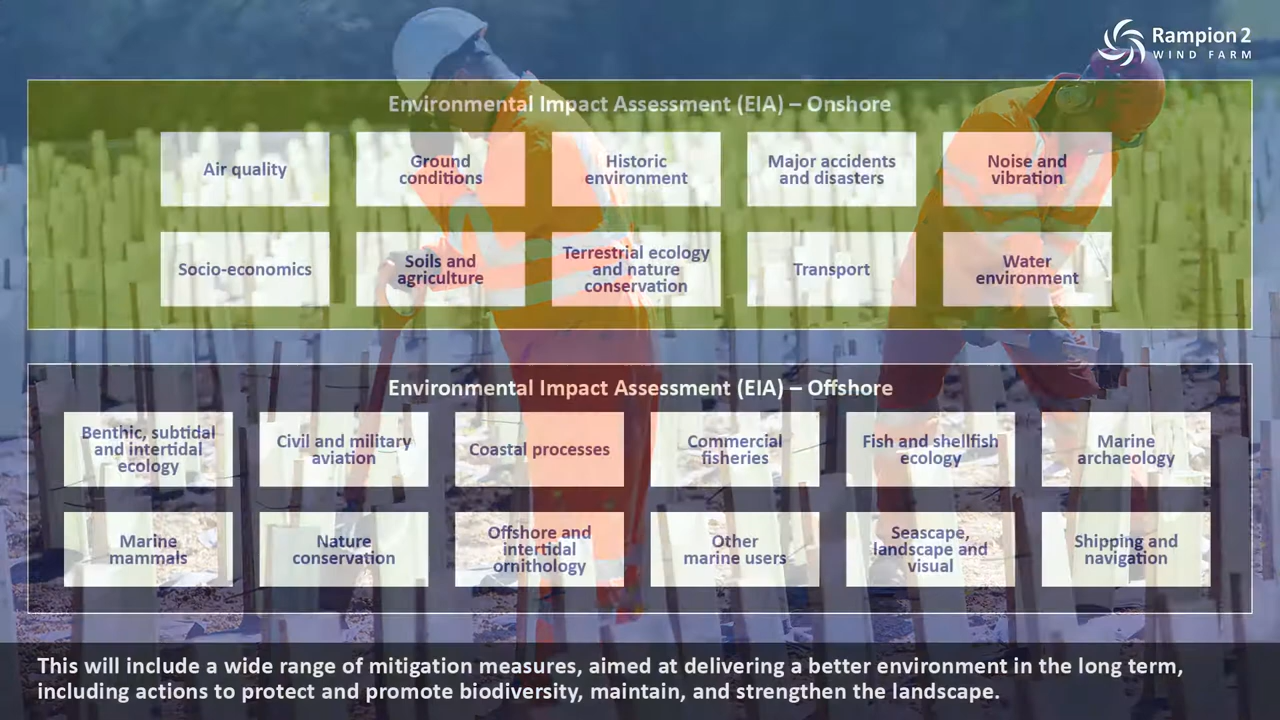 Rampion 2
WIND FARM
Environmental Impact Assessment (EIA) – Onshore
Air quality
Ground
conditions
Historic
environment
Major accidents
and disasters
Noise and
vibration
Socio-economics
Soils and
agriculture
Terrestrial ecology
and nature
conservation
Transport
Water
environment
Environmental Impact Assessment (EIA) – Offshore
Benthic, subtidal
and intertidal
ecology
Civil and military
aviation
Coastal processes
Commercial
fisheries
Fish and shellfish
ecology
Marine
archaeology
Marine
mammals
Nature
conservation
Offshore and
intertidal
ornithology
Other
marine users
Seascape,
landscape and
visual
Shipping and
navigation
This will include a wide range of mitigation measures, aimed at delivering a better environment in the long term,
including actions to protect and promote biodiversity, maintain, and strengthen the landscape.